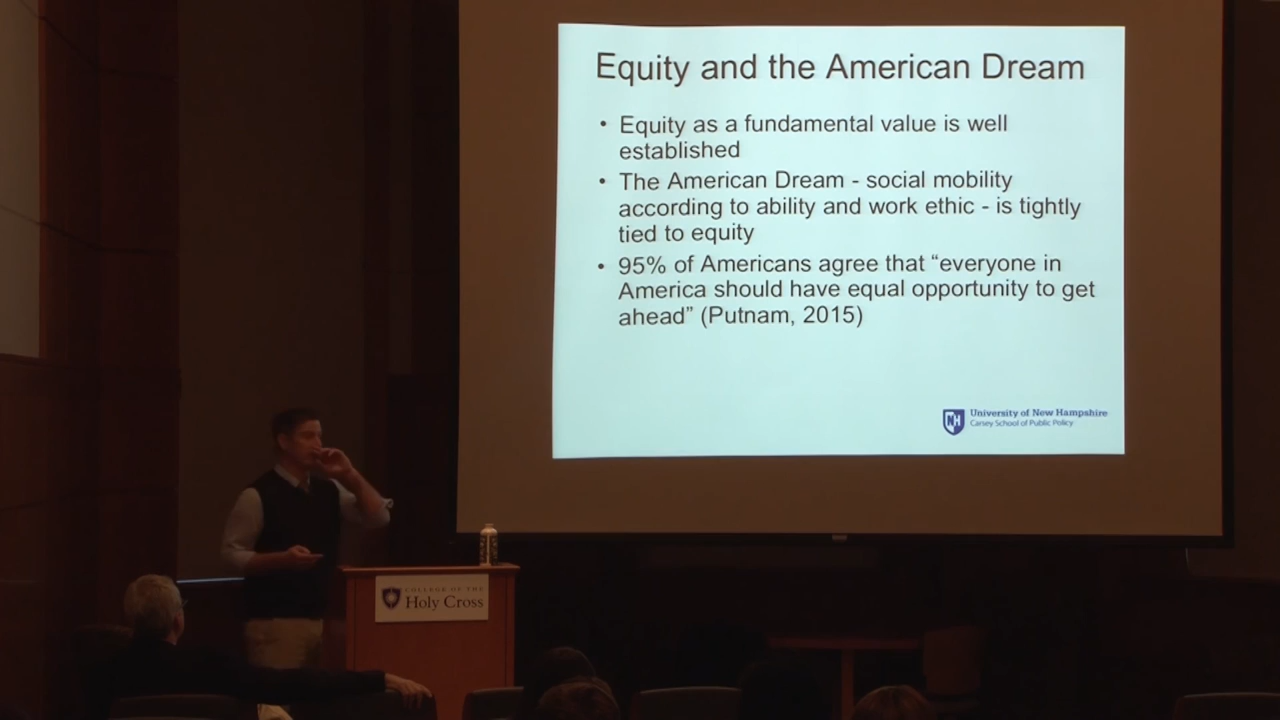 Equity and the American Dream
• Equity as a fundamental value is well
established
• The American Dream - social mobility
according to ability and work ethic - is tightly
tied to equity
• 95% of Americans agree that “everyone in
America should have equal opportunity to get
ahead” (Putnam, 2015)
NH
University of New Hampshire
Carsey School of Public Policy
COLLEGE OF THE
Holy Cross